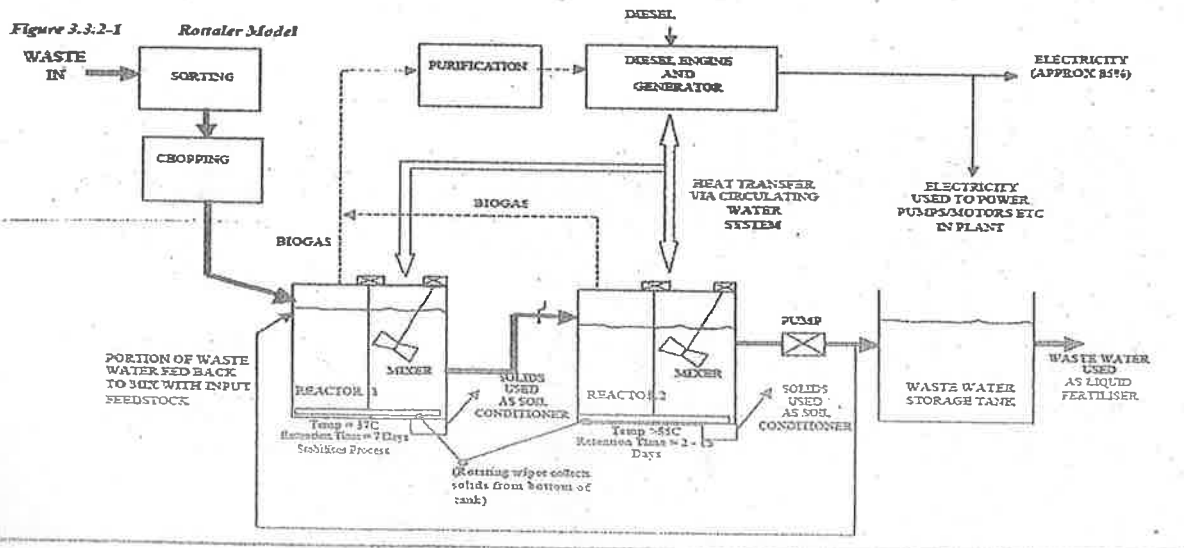 Figure 3.3.2-1 Rottaler Model
WASTE
IN
SORTING
CHOPPING
PURIFICATION
DIESEL
DIESEL ENGINE
AND
GENERATOR
ELECTRICITY
(APPROX 85%)
ELECTRICITY
USED TO POWER
PUMPS/MOTORS ETC
IN PLANT
HEAT TRANSFER
VIA CIRCULATING
WATER
SYSTEM
BIOGAS
BIOGAS
PORTION OF WASTE
WATER FED BACK
TO MIX WITH INPUT
FEEDSTOCK
MIXER
REACTOR 1
Temp = 37C
Retention Time = 7 Days
Stabilises Process
SOLIDS
USED
AS SOIL
CONDITIONER
(Rotating wiper collects
solids from bottom of
tank)
MIXER
REACTOR 2
Temp >55C
Retention Time = 2 -
Days
SOLIDS
USED
AS SOIL
CONDITIONER
PUMP
WASTE WATER
STORAGE TANK
WASTE WATER
USED
AS LIQUID
FERTILISER